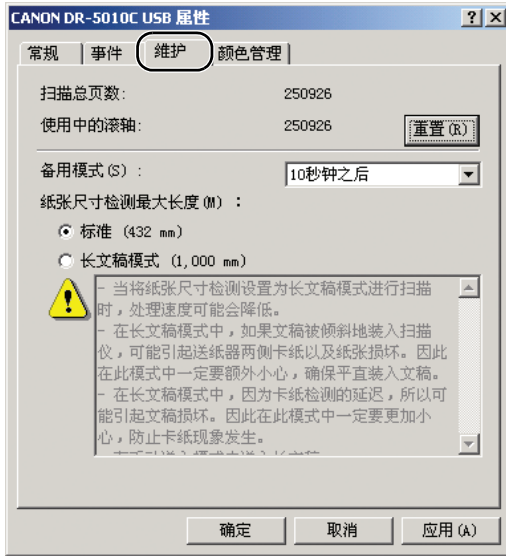 CANON DR-5010C USB 属性
常规 事件 维护 颜色管理
扫描总页数: 250926
使用中的滚轴: 250926 重置(R)
备用模式(S) : 10秒钟之后
纸张尺寸检测最大长度(M) :
标准 (432 mm)
长文稿模式 (1,000 mm)
- 当将纸张尺寸检测设置为长文稿模式进行扫描
时，处理速度可能会降低。
- 在长文稿模式中，如果文稿被倾斜地装入扫描
仪，可能引起送纸器两侧卡纸以及纸张损坏。因此
在此模式中一定要额外小心，确保平直装入文稿。
- 在长文稿模式中，因为卡纸检测的延迟，所以可
能引起文稿损坏。因此在此模式中一定要更加小
心，防止卡纸现象发生。
确定 取消 应用(A)